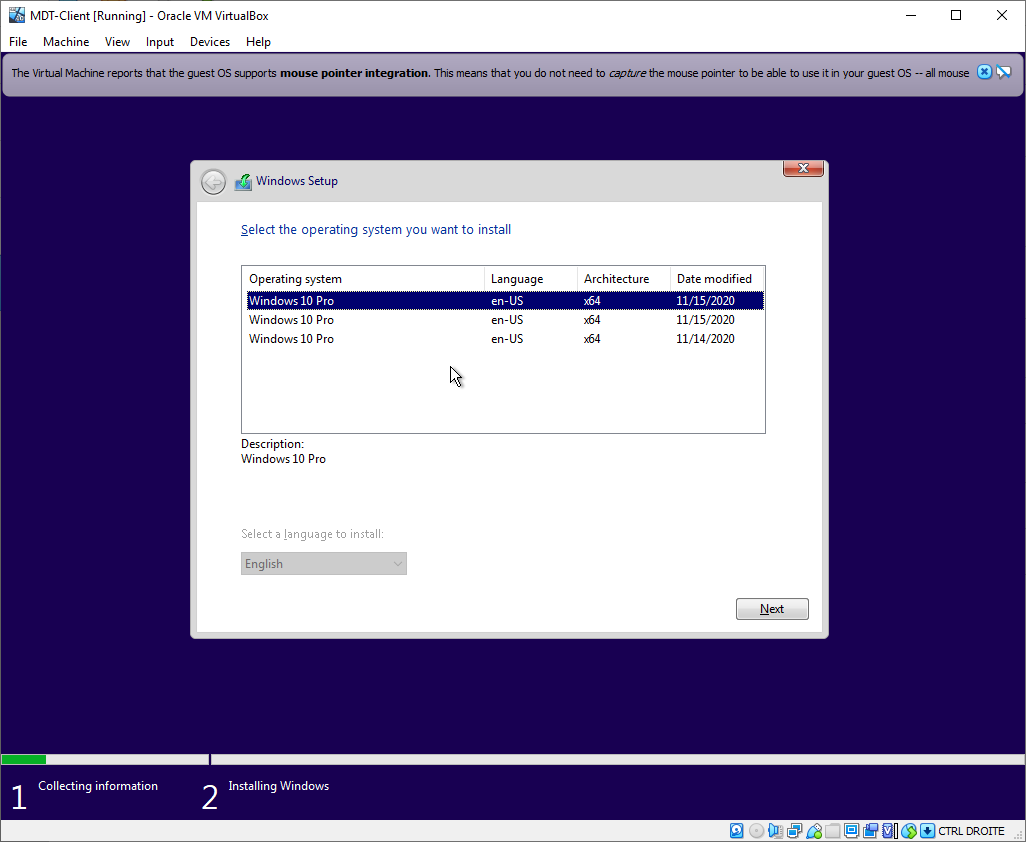 MDT-Client [Running] - Oracle VM VirtualBox
File Machine View Input Devices Help
The Virtual Machine reports that the guest OS supports mouse pointer integration. This means that you do not need to capture the mouse pointer to be able to use it in your guest OS -- all mouse
Windows Setup
Select the operating system you want to install
Operating system Language Architecture Date modified
Windows 10 Pro en-US x64 11/15/2020
Windows 10 Pro en-US x64 11/15/2020
Windows 10 Pro en-US x64 11/14/2020
Description:
Windows 10 Pro
Select a language to install:
English
Next
1 Collecting information 2 Installing Windows
CTRL DROITE